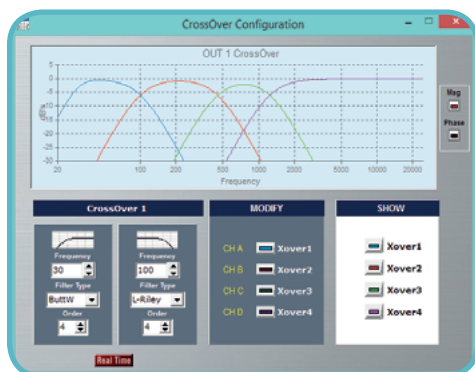 CrossOver Configuration
OUT 1 CrossOver
dBs
5
0
-5
-10
-15
-20
-25
-30
20
100
200
500
1000
2000
5000
10000
20000
Frequency
Mag
Phase
CrossOver 1
Frequency
30
Filter Type
ButtW
Order
4
Frequency
100
Filter Type
L-Riley
Order
4
MODIFY
CH A Xover1
CH B Xover2
CH C Xover3
CH D Xover4
SHOW
Xover1
Xover2
Xover3
Xover4
Real Time